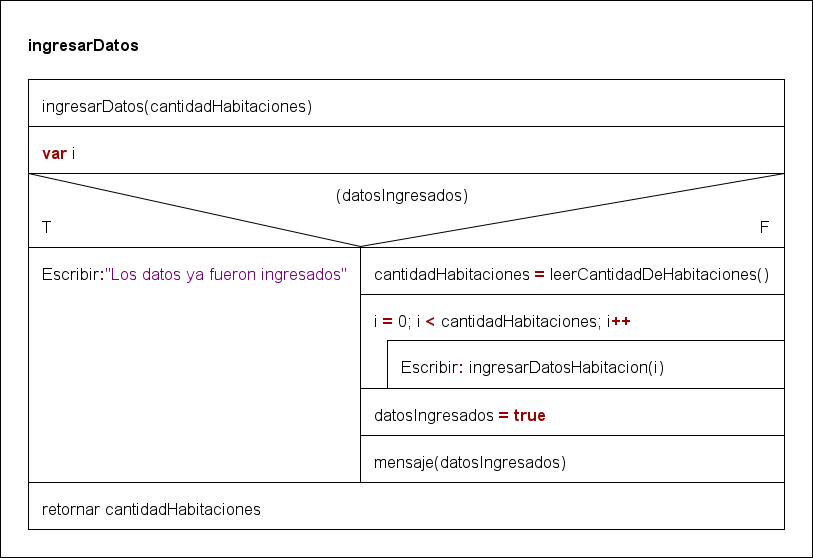 ingresarDatos
ingresarDatos(cantidadHabitaciones)
var i
(datosIngresados)
T
F
Escribir:"Los datos ya fueron ingresados"
cantidadHabitaciones = leerCantidadDeHabitaciones()
i = 0; i < cantidadHabitaciones; i++
Escribir: ingresarDatosHabitacion(i)
datosIngresados = true
mensaje(datosIngresados)
retornar cantidadHabitaciones